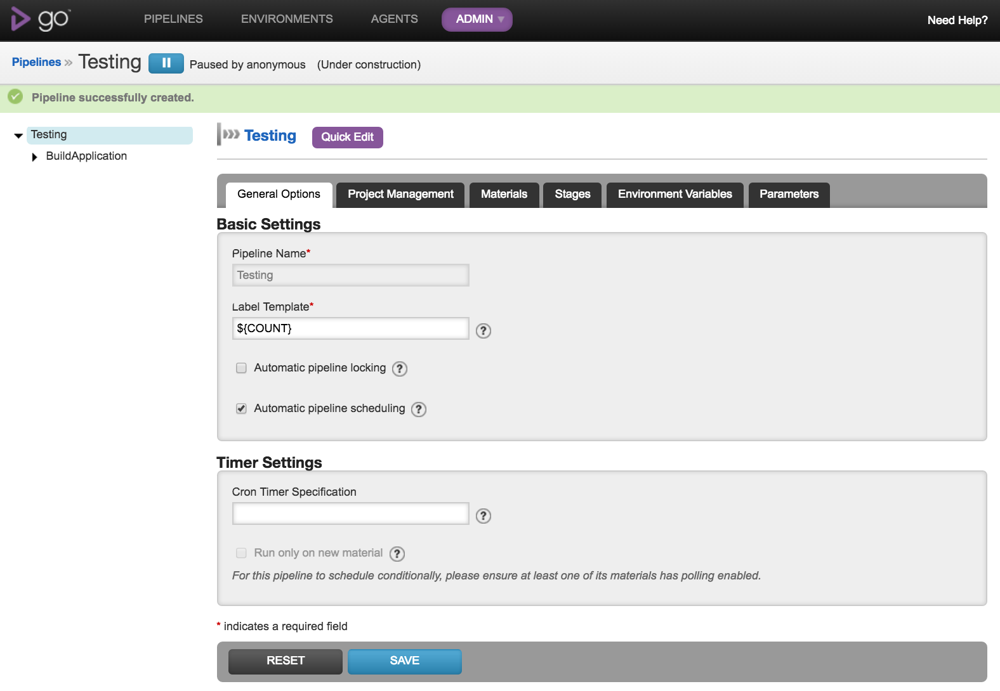 go™ PIPELINES ENVIRONMENTS AGENTS ADMIN Need Help?
Pipelines » Testing Paused by anonymous (Under construction)
Pipeline successfully created.
Testing
BuildApplication
Testing Quick Edit
General Options Project Management Materials Stages Environment Variables Parameters
Basic Settings
Pipeline Name*
Testing
Label Template*
${COUNT} ?
Automatic pipeline locking ?
Automatic pipeline scheduling ?
Timer Settings
Cron Timer Specification
?
Run only on new material ?
For this pipeline to schedule conditionally, please ensure at least one of its materials has polling enabled.
* indicates a required field
RESET SAVE